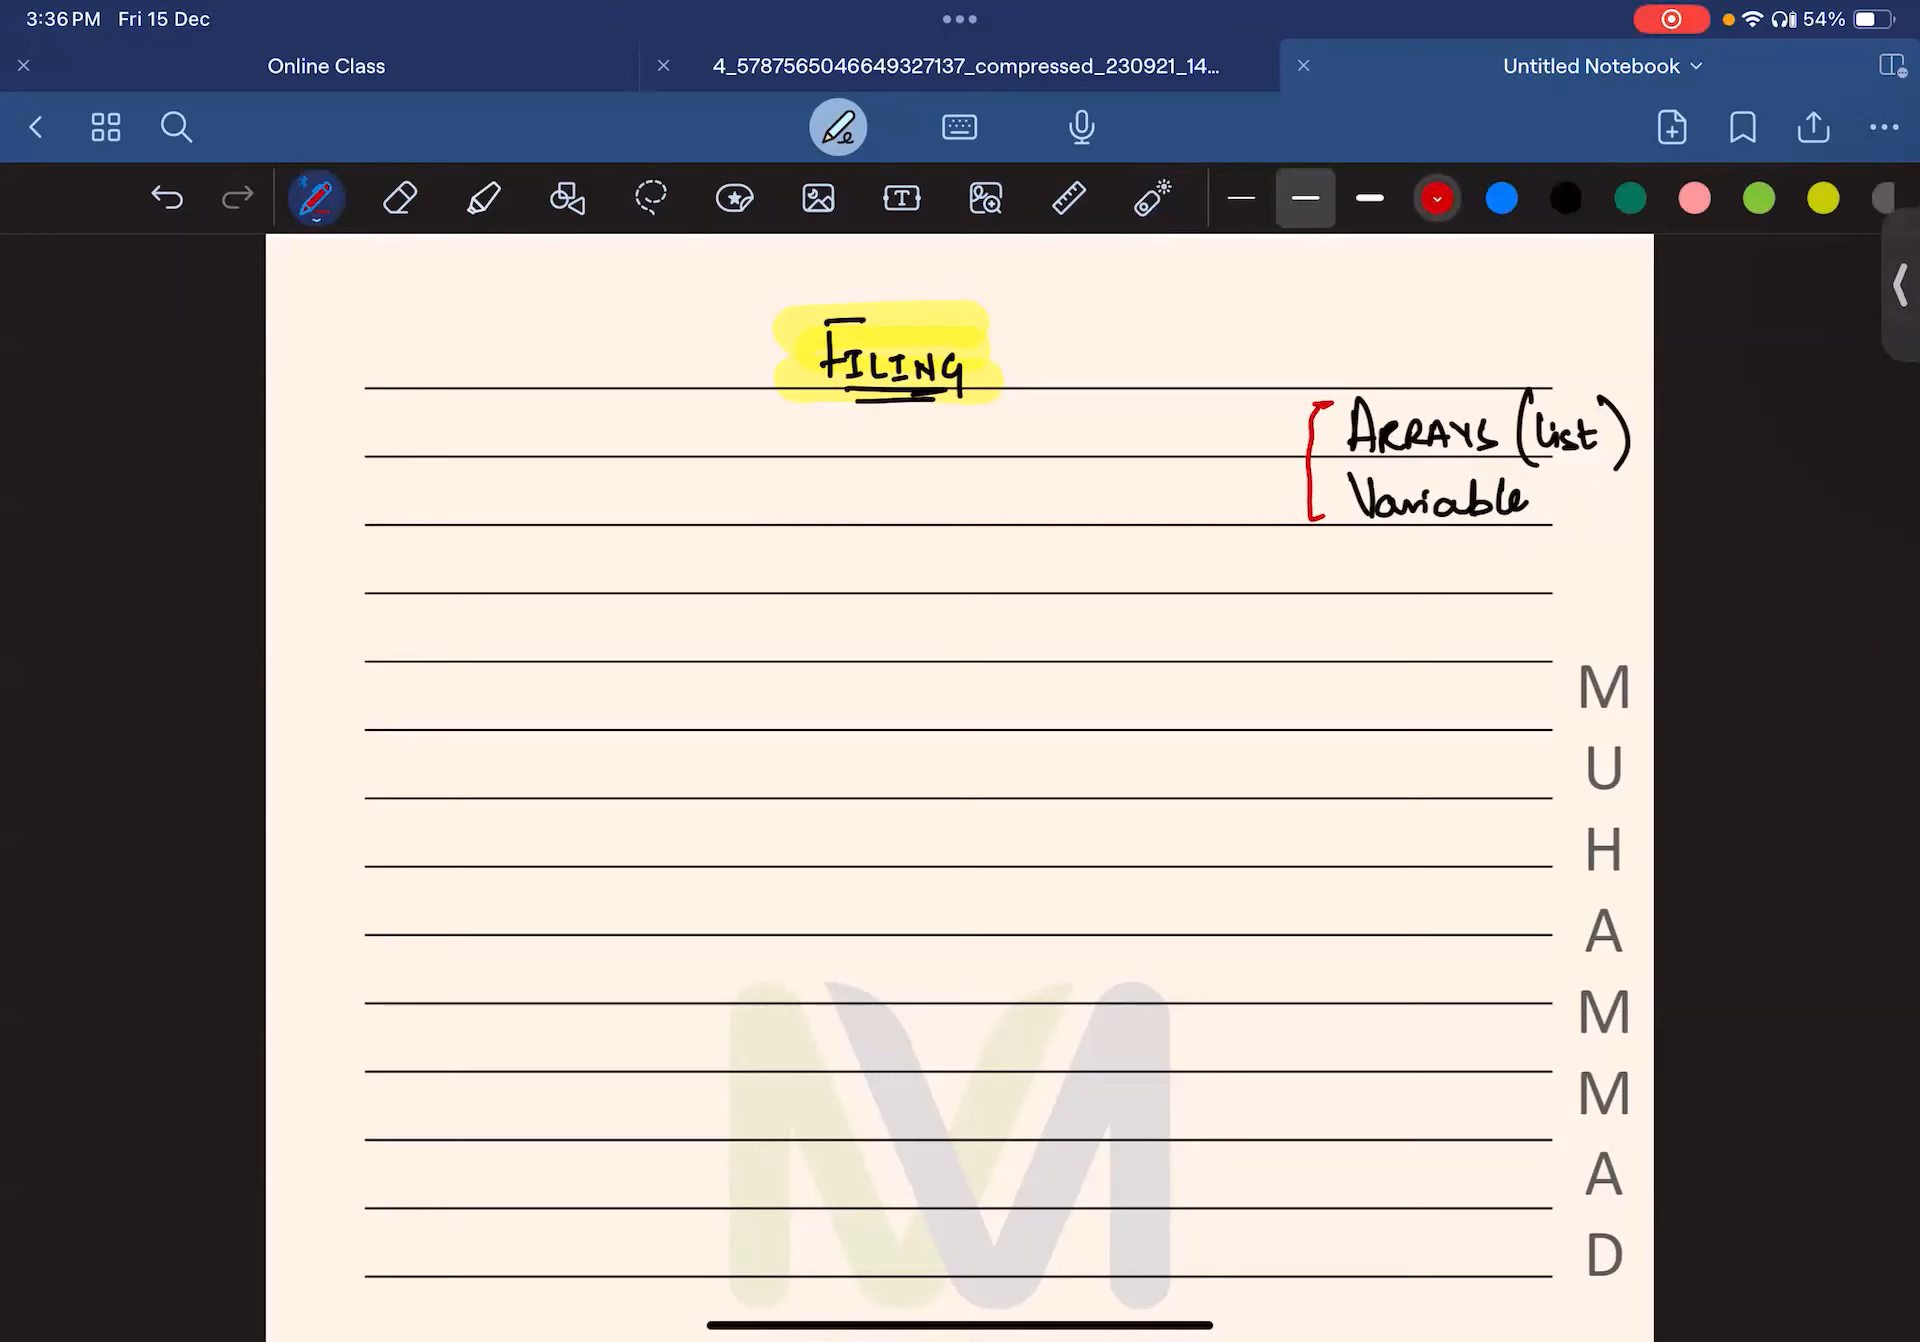 3:36 PM Fri 15 Dec
54%
Online Class
4_5787565046649327137_compressed_230921_14...
Untitled Notebook
FILING
ARRAYS (list)
Variable
M
U
H
A
M
M
A
D